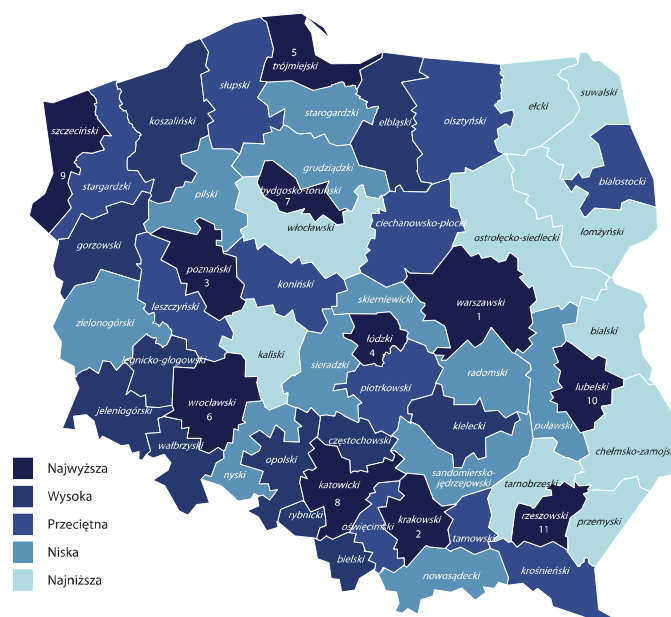 5
trójmiejski
słupski
koszaliński
szczeciński
9
stargardzki
starogardzki
elbląski
olsztyński
ełcki
suwalski
białostocki
grudziądzki
pilski
bydgosko-toruński
7
włocławski
ciechanowsko-płocki
ostrołęcko-siedlecki
łomżyński
gorzowski
poznański
3
leszczyński
koniński
skierniewicki
warszawski
1
bialski
zielonogórski
legnicko-głogowski
kaliski
sieradzki
łódzki
4
piotrkowski
radomski
lubelski
10
puławski
jeleniogórski
wrocławski
6
wałbrzyski
nyski
opolski
częstochowski
kielecki
chełmsko-zamojs
sandomiersko-
jędrzejowski
tarnobrzeski
katowicki
8
rybnicki
oświęcimski
krakowski
2
tarnowski
rzeszowski
11
przemyski
bielski
nowosądecki
krośnieński
Najwyższa
Wysoka
Przeciętna
Niska
Najniższa